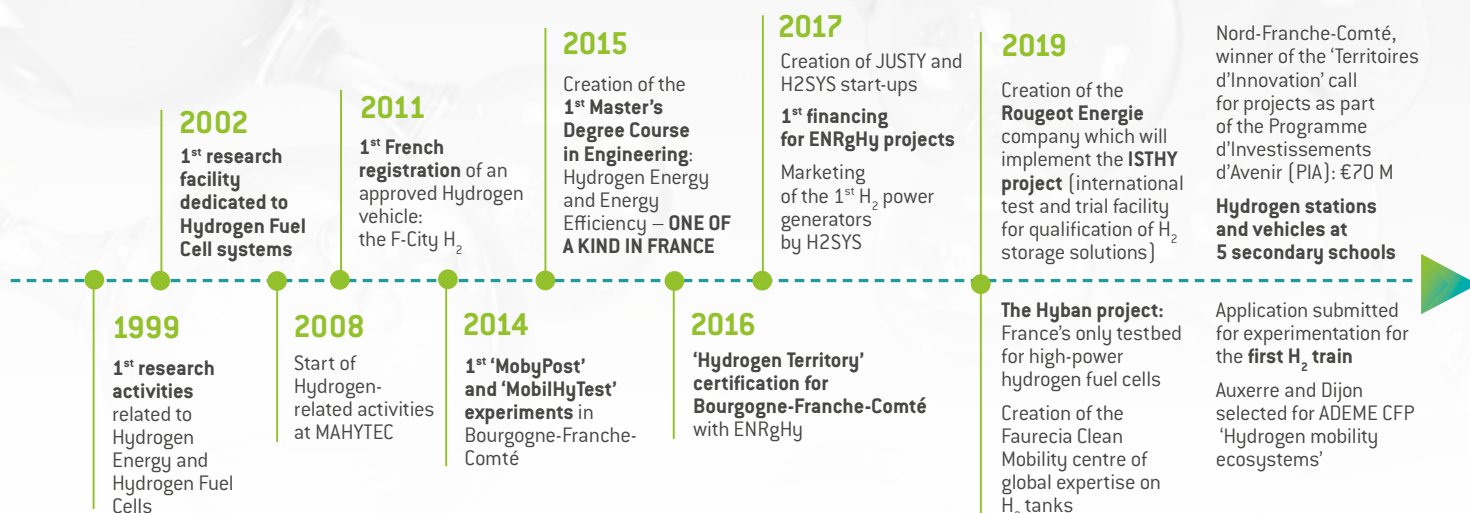 1999
1st research
activities
related to
Hydrogen
Energy and
Hydrogen Fuel
Cells
2002
1st research
facility
dedicated to
Hydrogen Fuel
Cell systems
2008
Start of
Hydrogen-
related activities
at MAHYTEC
2011
1st French
registration of an
approved Hydrogen
vehicle:
the F-City H2
2014
1st ‘MobyPost’
and ‘MobilHyTest’
experiments in
Bourgogne-Franche-
Comté
2015
Creation of the
1st Master’s
Degree Course
in Engineering:
Hydrogen Energy
and Energy
Efficiency – ONE OF
A KIND IN FRANCE
2016
‘Hydrogen Territory’
certification for
Bourgogne-Franche-Comté
with ENRgHy
2017
Creation of JUSTY and
H2SYS start-ups
1st financing
for ENRgHy projects
Marketing
of the 1st H2 power
generators
by H2SYS
2019
Creation of the
Rougeot Energie
company which will
implement the ISTHY
project (international
test and trial facility
for qualification of H2
storage solutions)
The Hyban project:
France’s only testbed
for high-power
hydrogen fuel cells
Creation of the
Faurecia Clean
Mobility centre of
global expertise on
H2 tanks
Nord-Franche-Comté,
winner of the ‘Territoires
d’Innovation’ call
for projects as part
of the Programme
d’Investissements
d’Avenir (PIA): €70 M
Hydrogen stations
and vehicles at
5 secondary schools
Application submitted
for experimentation for
the first H2 train
Auxerre and Dijon
selected for ADEME CFP
‘Hydrogen mobility
ecosystems’